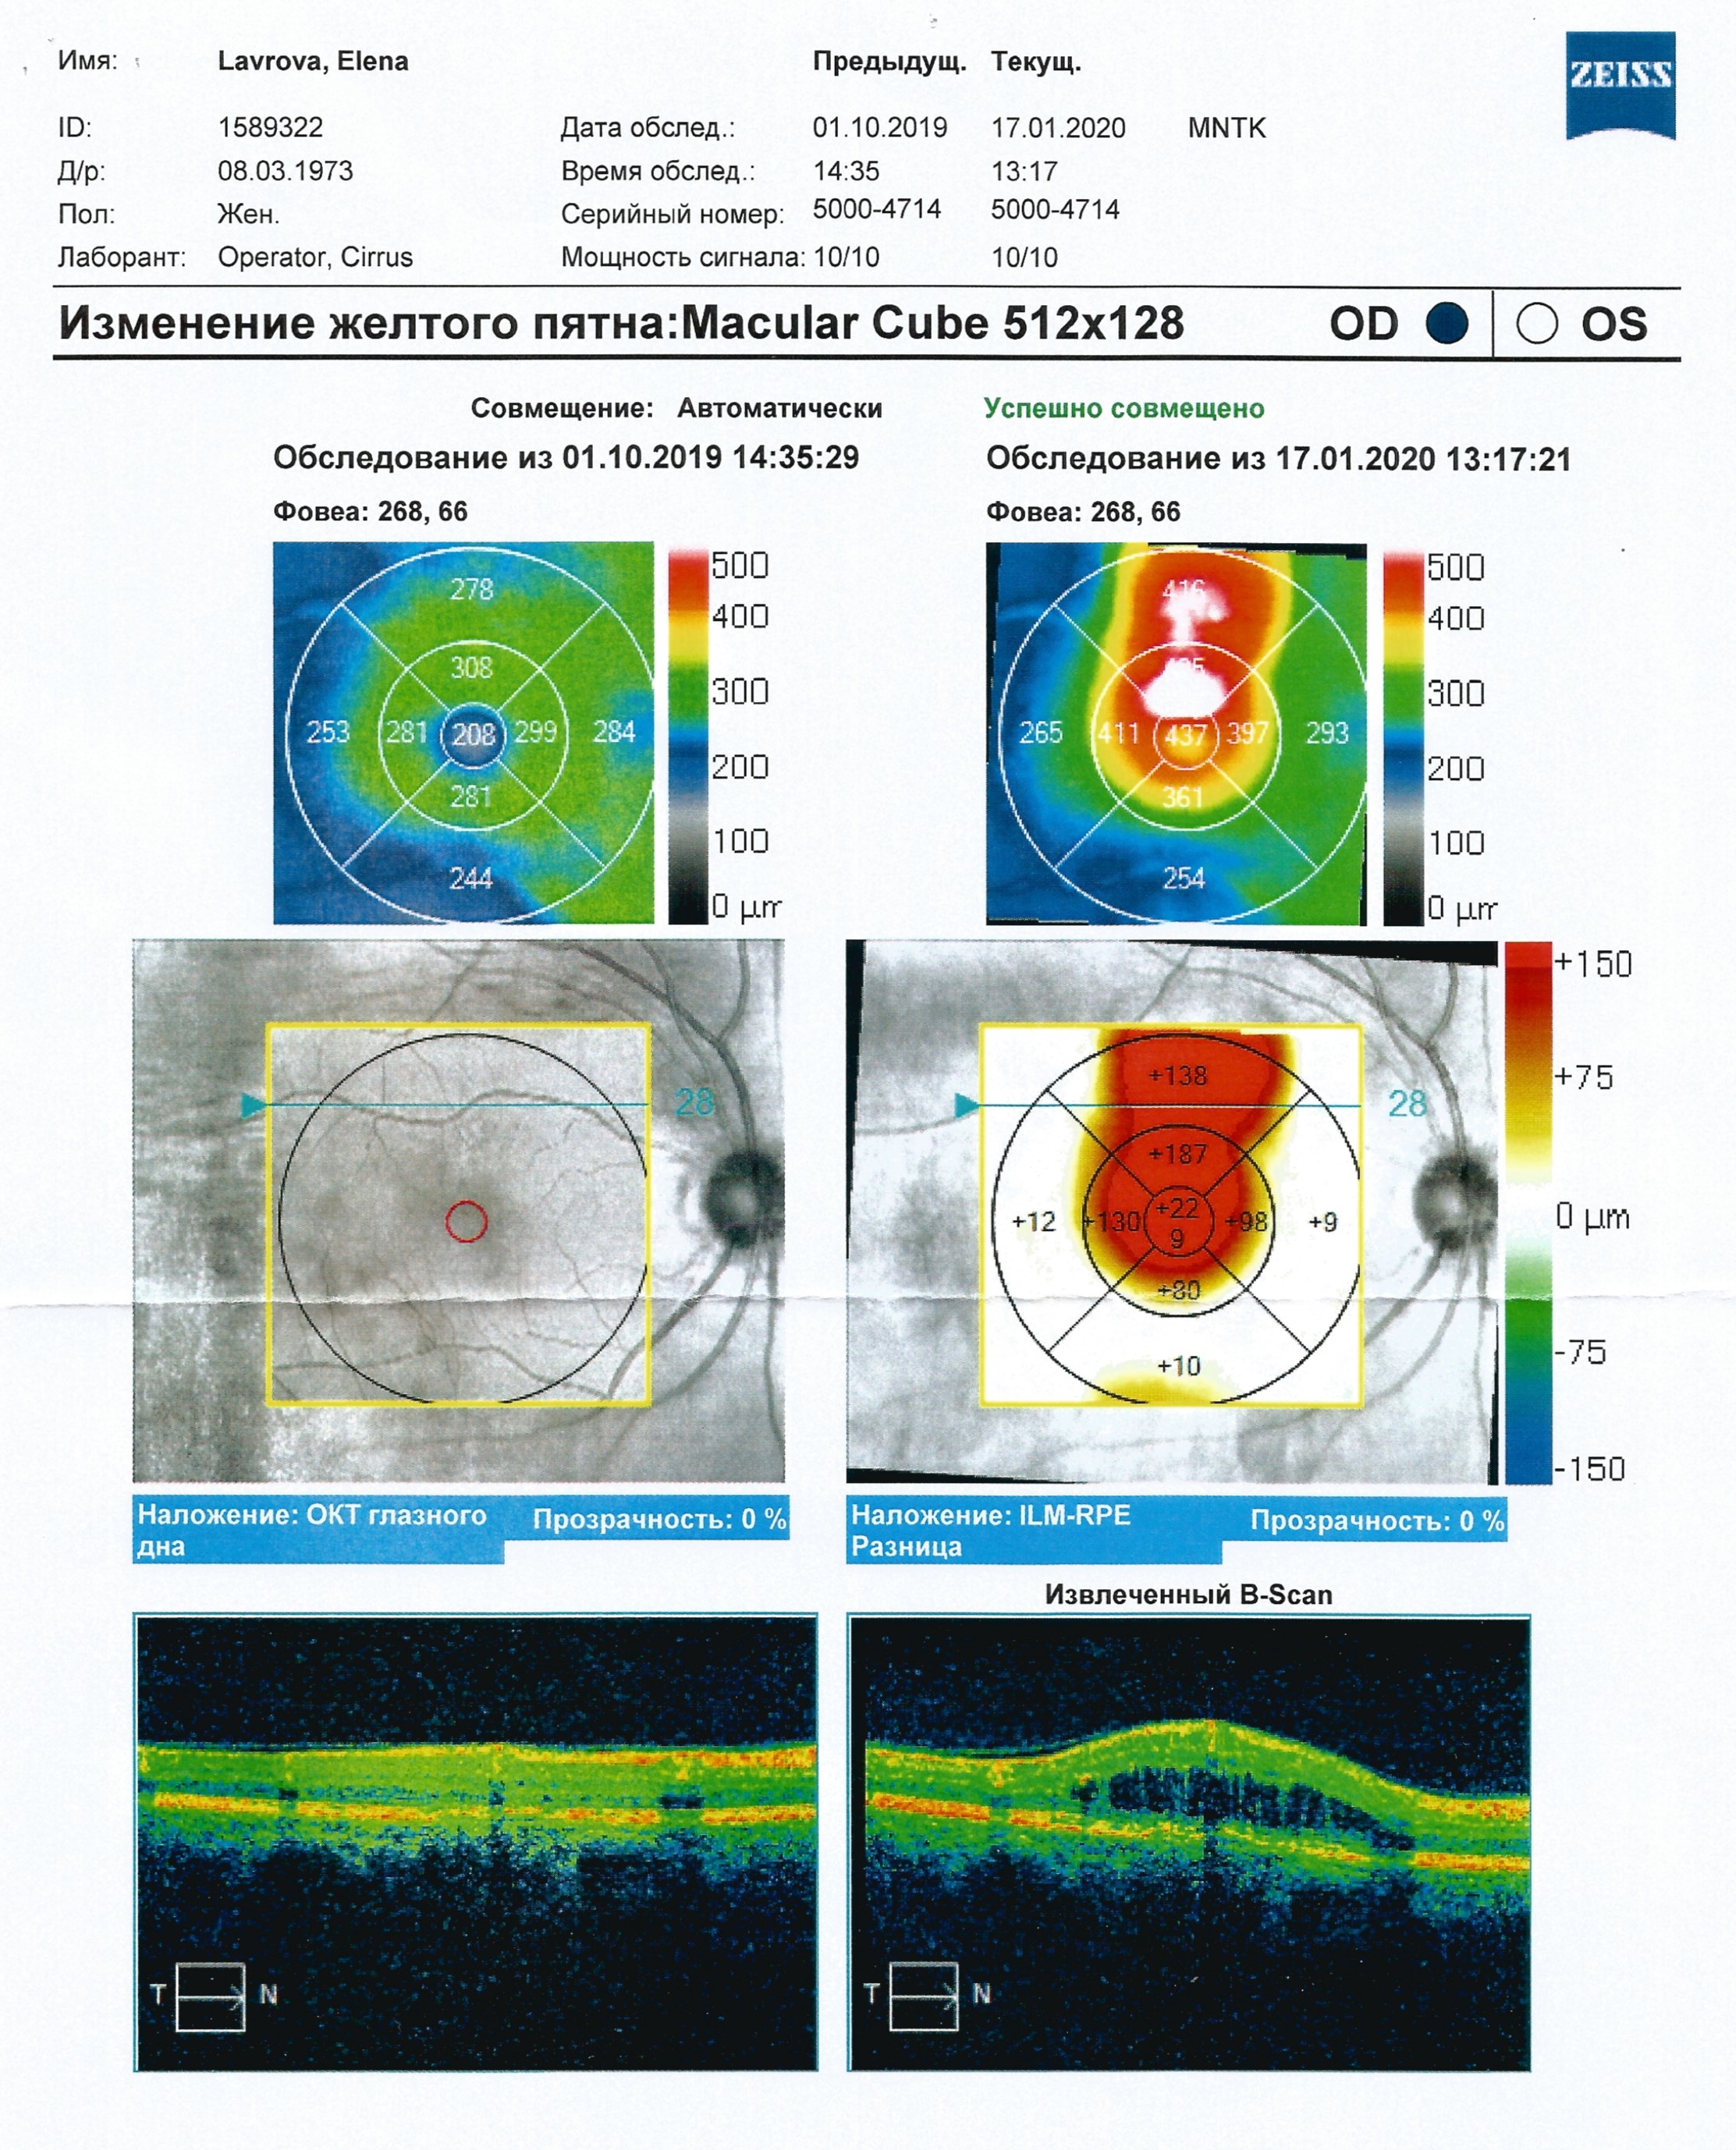 Имя: Lavrova, Elena Предыдущ. Текущ.
ZEISS
ID: 1589322 Дата обслед.: 01.10.2019 17.01.2020 MNTK
Д/р: 08.03.1973 Время обслед.: 14:35 13:17
Пол: Жен. Серийный номер: 5000-4714 5000-4714
Лаборант: Operator, Cirrus Мощность сигнала: 10/10 10/10
Изменение желтого пятна:Macular Cube 512x128 OD OS
Совмещение: Автоматически Успешно совмещено
Обследование из 01.10.2019 14:35:29 Обследование из 17.01.2020 13:17:21
Фовеа: 268, 66 Фовеа: 268, 66
278
308
253 281 208 299 284
281
244
500
400
300
200
100
0 μm
416
265 411 437 397 293
361
254
500
400
300
200
100
0 μm
28
+138
28
+187
+12 +130 +22 +98 +9
9
+80
+10
+150
+75
0 μm
-75
-150
Наложение: ОКТ глазного Прозрачность: 0 %
дна
Наложение: ILM-RPE Прозрачность: 0 %
Разница
Извлеченный B-Scan
T N
T N